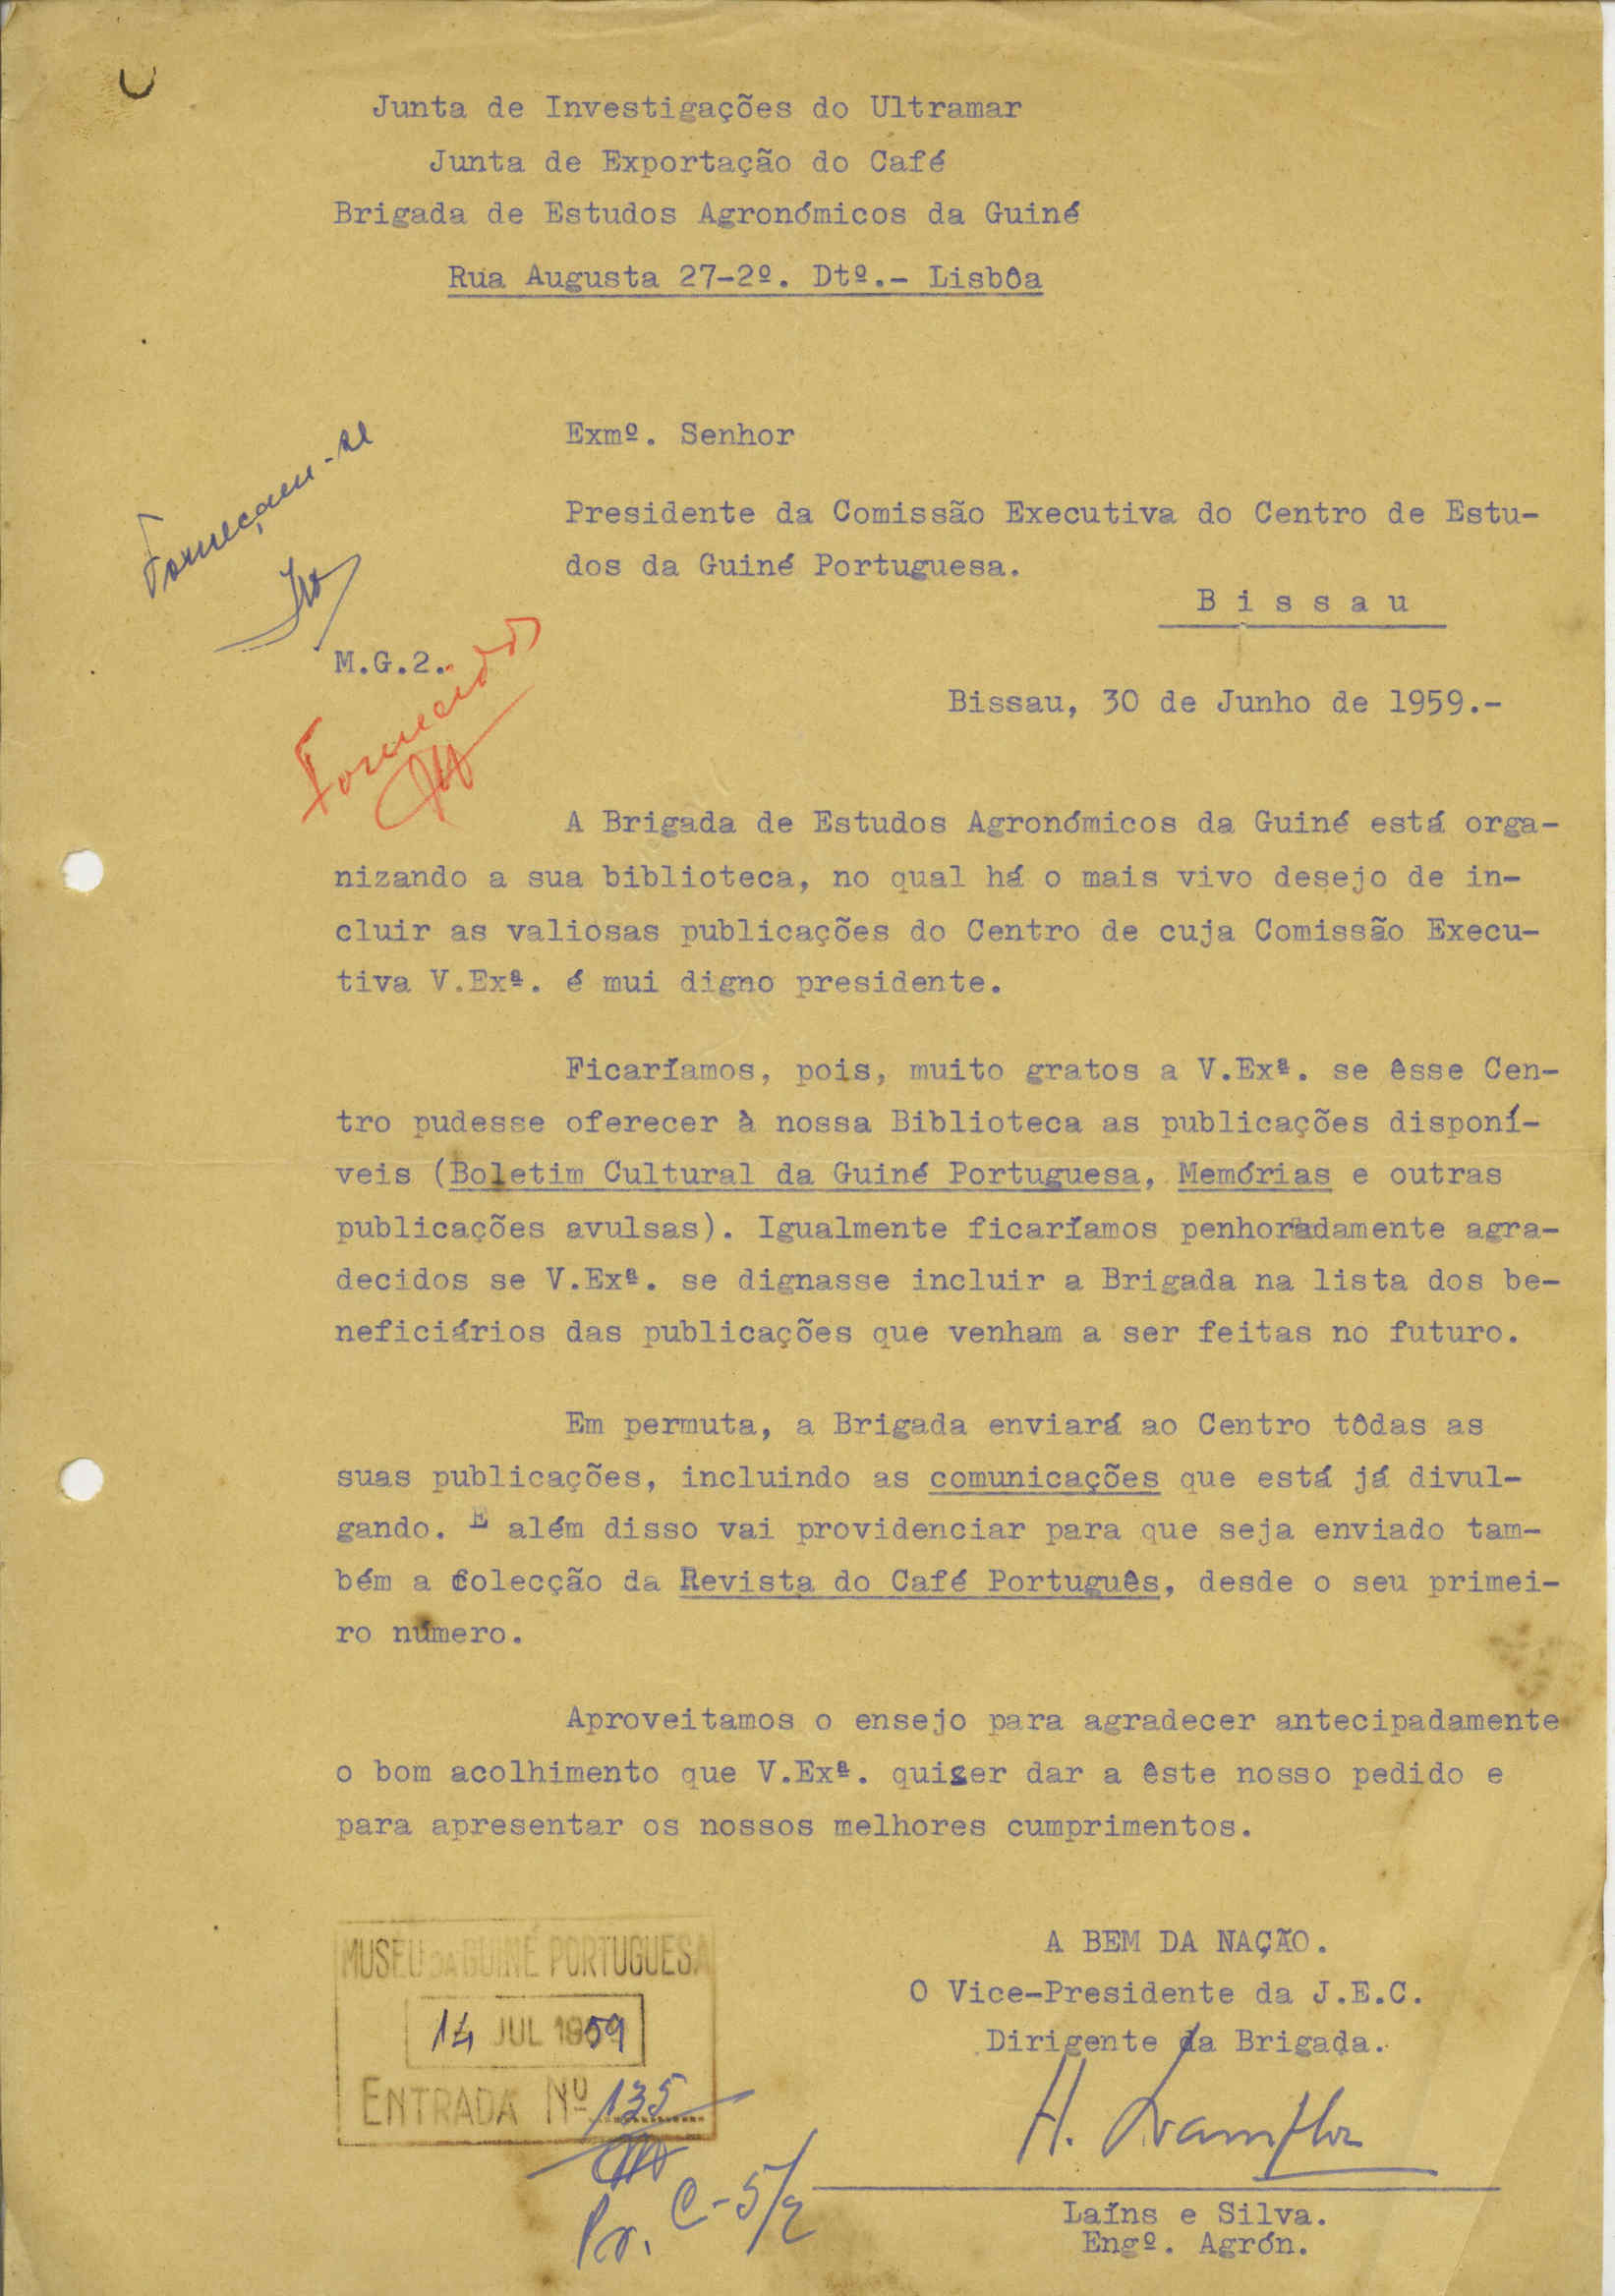 Junta de Investigações do Ultramar
Junta de Exportação do Café
Brigada de Estudos Agronómicos da Guiné
Rua Augusta 27-2º. Dtº.- Lisbôa
Forneçam-se
Exmº. Senhor
Presidente da Comissão Executiva do Centro de Estu-
dos da Guiné Portuguesa.
B i s s a u
M.G.2.
Fornecidos
Bissau, 30 de Junho de 1959.-
A Brigada de Estudos Agronómicos da Guiné está orga-
nizando a sua biblioteca, no qual há o mais vivo desejo de in-
cluir as valiosas publicações do Centro de cuja Comissão Execu-
tiva V.Exª. é mui digno presidente.
Ficaríamos, pois, muito gratos a V.Exª. se êsse Cen-
tro pudesse oferecer à nossa Biblioteca as publicações disponí-
veis (Boletim Cultural da Guiné Portuguesa, Memórias e outras
publicações avulsas). Igualmente ficaríamos penhoradamente agra-
decidos se V.Exª. se dignasse incluir a Brigada na lista dos be-
neficiários das publicações que venham a ser feitas no futuro.
Em permuta, a Brigada enviará ao Centro tôdas as
suas publicações, incluindo as comunicações que está já divul-
gando. E além disso vai providenciar para que seja enviado tam-
bém a colecção da Revista do Café Português, desde o seu primei-
ro número.
Aproveitamos o ensejo para agradecer antecipadamente
o bom acolhimento que V.Exª. quiser dar a êste nosso pedido e
para apresentar os nossos melhores cumprimentos.
A BEM DA NAÇÃO.
O Vice-Presidente da J.E.C.
Dirigente da Brigada.
MUSEU DA GUINÉ PORTUGUESA
14 JUL 1959
ENTRADA Nº 135
Pr. C-5/2
Laíns e Silva.
Engº. Agrón.